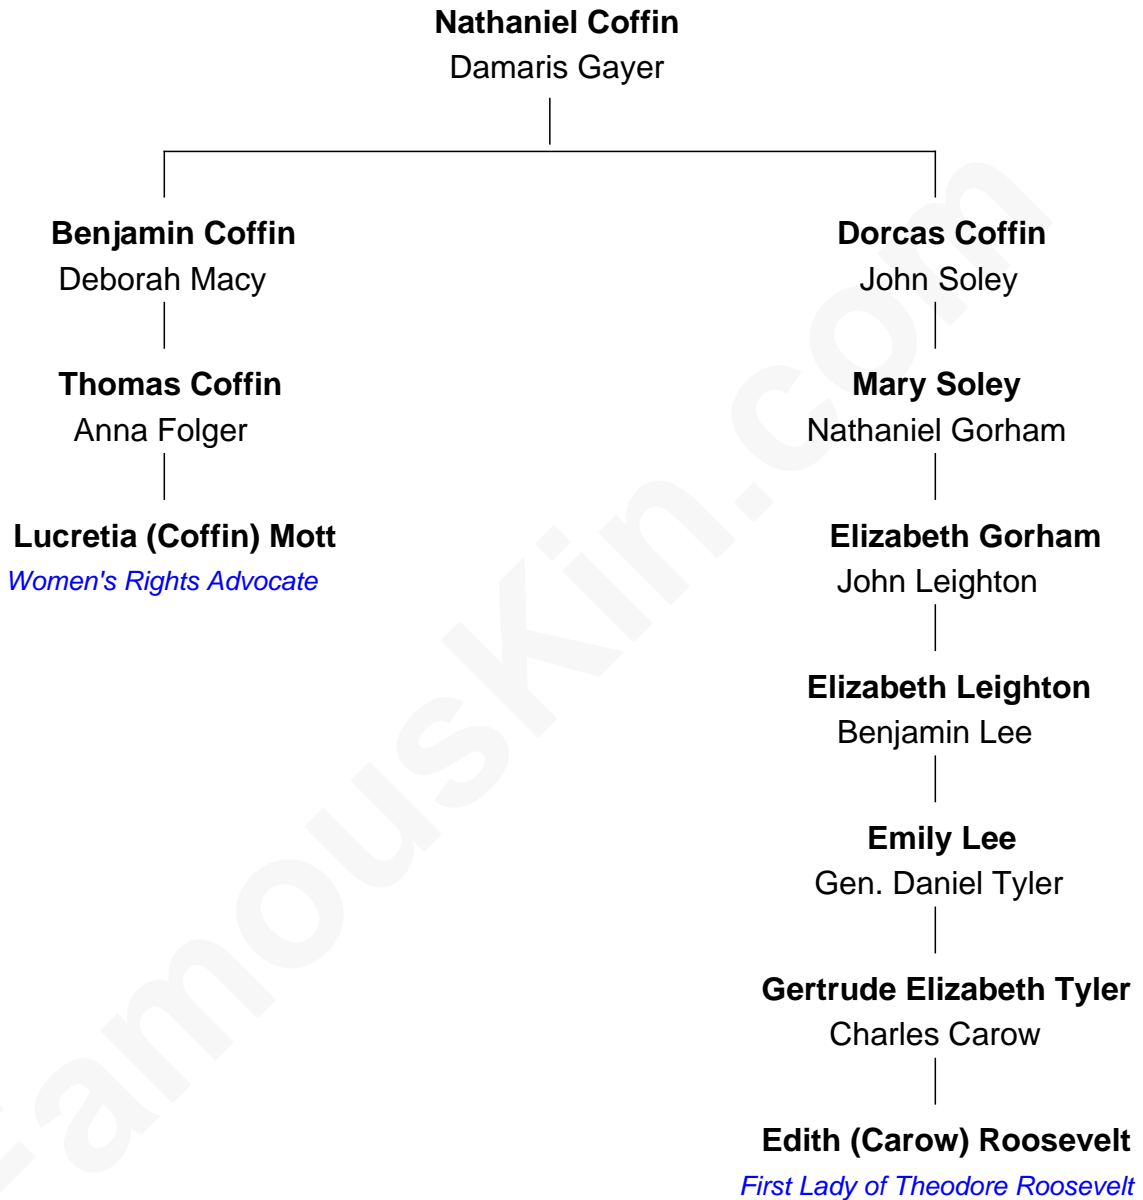 Nathaniel Coffin
Damaris Gayer
Benjamin Coffin
Deborah Macy
Thomas Coffin
Anna Folger
Lucretia (Coffin) Mott
Women's Rights Advocate
Dorcas Coffin
John Soley
Mary Soley
Nathaniel Gorham
Elizabeth Gorham
John Leighton
Elizabeth Leighton
Benjamin Lee
Emily Lee
Gen. Daniel Tyler
Gertrude Elizabeth Tyler
Charles Carow
Edith (Carow) Roosevelt
First Lady of Theodore Roosevelt
FamousKin.com